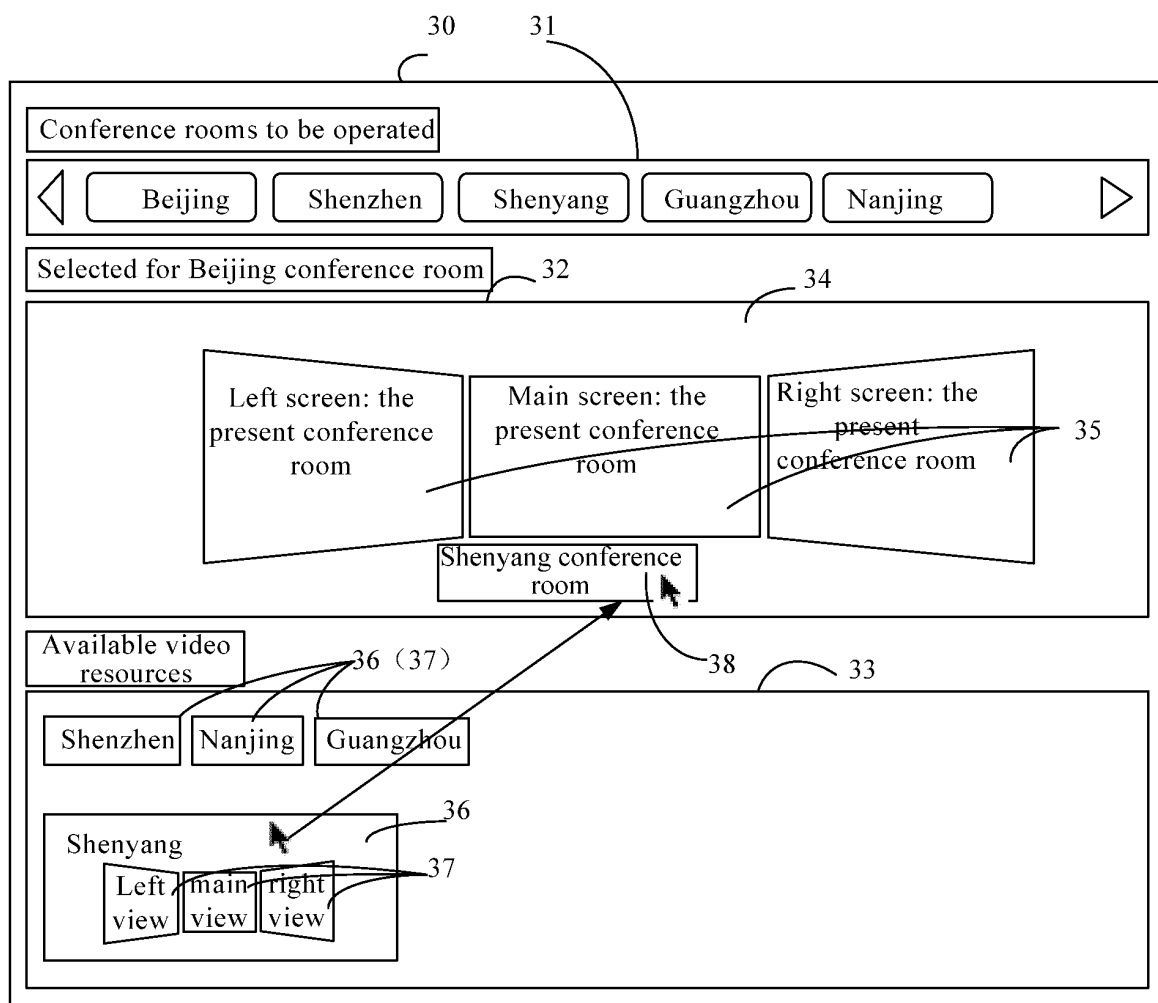 30
31
Conference rooms to be operated
Beijing
Shenzhen
Shenyang
Guangzhou
Nanjing
Selected for Beijing conference room
32
34
Left screen: the
present conference
room
Main screen: the
present conference
room
Right screen: the
present
conference room
35
Shenyang conference
room
38
Available video
resources
36（37）
33
Shenzhen
Nanjing
Guangzhou
36
Shenyang
Left
view
main
view
right
view
37